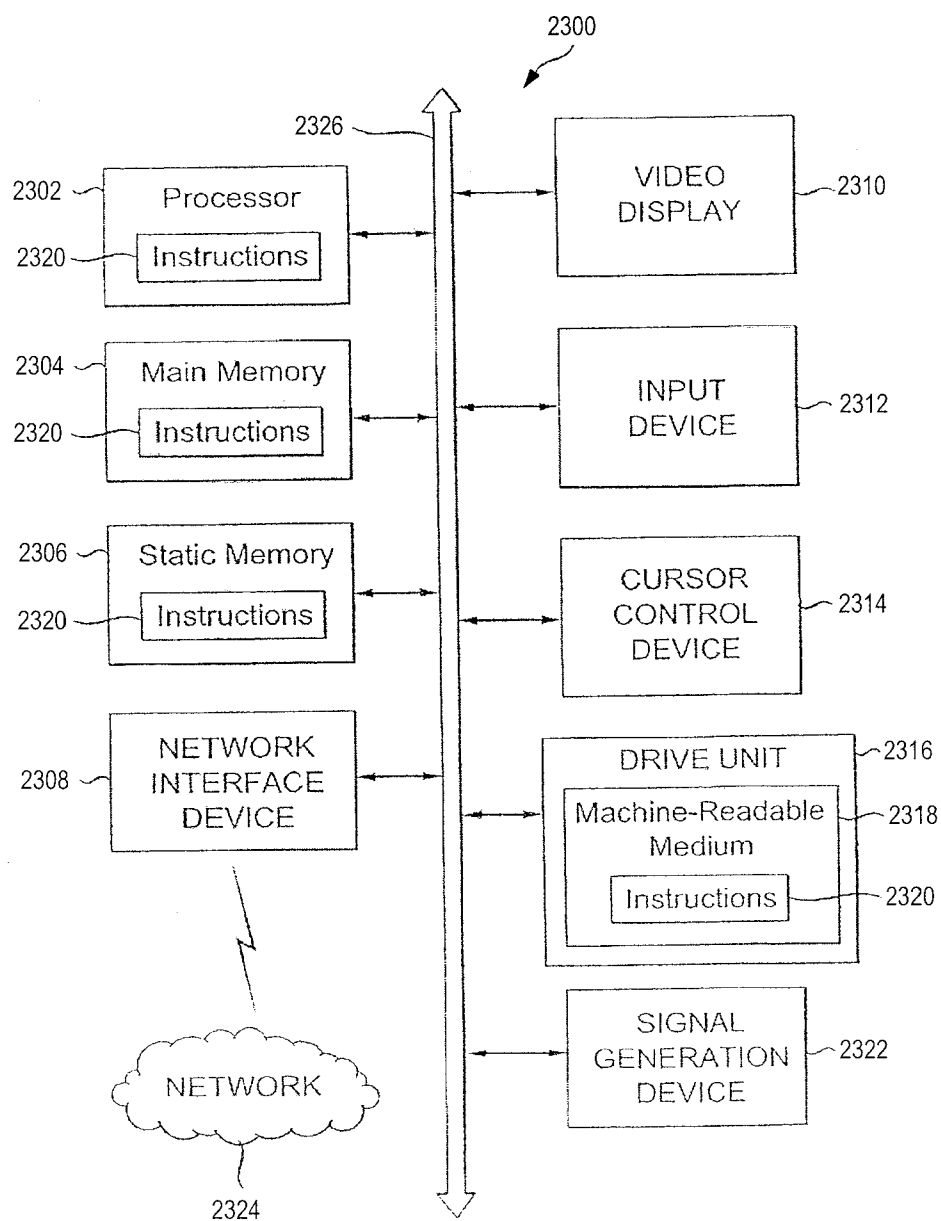 2300
2326
2302
Processor
2320
Instructions
2304
Main Memory
2320
Instructions
2306
Static Memory
2320
Instructions
2308
NETWORK
INTERFACE
DEVICE
NETWORK
2324
VIDEO
DISPLAY
2310
INPUT
DEVICE
2312
CURSOR
CONTROL
DEVICE
2314
DRIVE UNIT
2316
Machine-Readable
Medium
2318
Instructions
2320
SIGNAL
GENERATION
DEVICE
2322